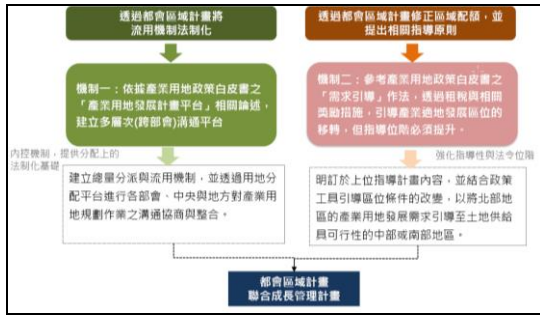 透過都會區域計畫將
流用機制法制化
機制一：依據產業用地政策白皮書之
「產業用地發展計畫平台」相關論述，
建立多層次(跨部會)溝通平台
內控機制，提供分配上的
法制化基礎
建立總量分派與流用機制，並透過用地分
配平台進行各部會、中央與地方對產業用
地規劃作業之溝通協商與整合。
透過都會區域計畫修正區域配額，並
提出相關指導原則
機制二：參考產業用地政策白皮書之
「需求引導」作法，透過租稅與相關
獎勵措施，引導產業適地發展區位的
移轉，但指導位階必須提升。
強化指導性與法令位階
明訂於上位指導計畫內容，並結合政策
工具引導區位條件的改變，以將北部地
區的產業用地發展需求引導至土地供給
具可行性的中部或南部地區。
都會區域計畫
聯合成長管理計畫